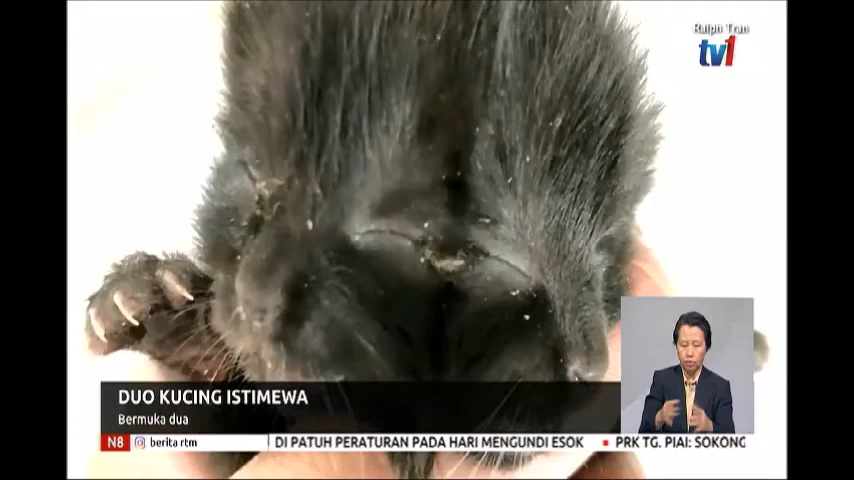 Ralph Tran
tv1
DUO KUCING ISTIMEWA
Bermuka dua
N8 berita rtm DI PATUH PERATURAN PADA HARI MENGUNDI ESOK PRK TG. PIAI: SOKONG